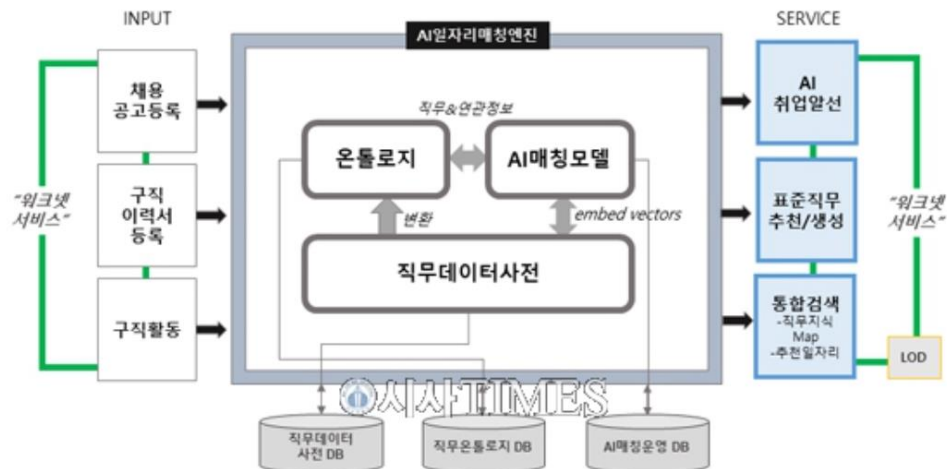 INPUT
SERVICE
AI일자리매칭엔진
채용
공고등록
구직
이력서
등록
구직활동
"워크넷
서비스"
직무&연관정보
온톨로지
AI매칭모델
변환
embed vectors
직무데이터사전
AI
취업알선
표준직무
추천/생성
통합검색
-직무지식
Map
-추천일자리
"워크넷
서비스"
LOD
시사TIMES
직무데이터
사전 DB
직무온톨로지 DB
AI매칭운영 DB